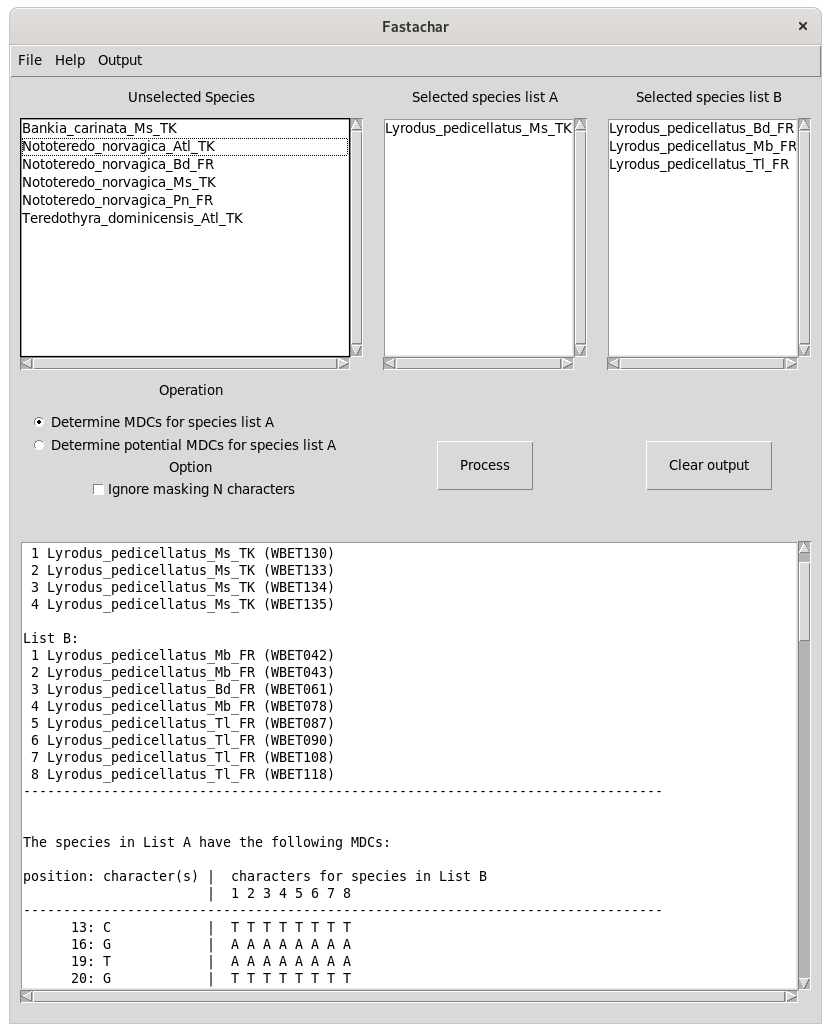 Fastachar ×
File Help Output
Unselected Species Selected species list A Selected species list B
Bankia_carinata_Ms_TK
Nototeredo_norvagica_Atl_TK
Nototeredo_norvagica_Bd_FR
Nototeredo_norvagica_Ms_TK
Nototeredo_norvagica_Pn_FR
Teredothyra_dominicensis_Atl_TK
Lyrodus_pedicellatus_Ms_TK
Lyrodus_pedicellatus_Bd_FR
Lyrodus_pedicellatus_Mb_FR
Lyrodus_pedicellatus_Tl_FR
Operation
Determine MDCs for species list A
Determine potential MDCs for species list A
Option
Ignore masking N characters
Process
Clear output
1 Lyrodus_pedicellatus_Ms_TK (WBET130)
2 Lyrodus_pedicellatus_Ms_TK (WBET133)
3 Lyrodus_pedicellatus_Ms_TK (WBET134)
4 Lyrodus_pedicellatus_Ms_TK (WBET135)
List B:
1 Lyrodus_pedicellatus_Mb_FR (WBET042)
2 Lyrodus_pedicellatus_Mb_FR (WBET043)
3 Lyrodus_pedicellatus_Bd_FR (WBET061)
4 Lyrodus_pedicellatus_Mb_FR (WBET078)
5 Lyrodus_pedicellatus_Tl_FR (WBET087)
6 Lyrodus_pedicellatus_Tl_FR (WBET090)
7 Lyrodus_pedicellatus_Tl_FR (WBET108)
8 Lyrodus_pedicellatus_Tl_FR (WBET118)
--------------------------------------------------------------------------------
The species in List A have the following MDCs:
position: character(s) | characters for species in List B
| 1 2 3 4 5 6 7 8
--------------------------------------------------------------------------------
13: C | T T T T T T T T
16: G | A A A A A A A A
19: T | A A A A A A A A
20: G | T T T T T T T T